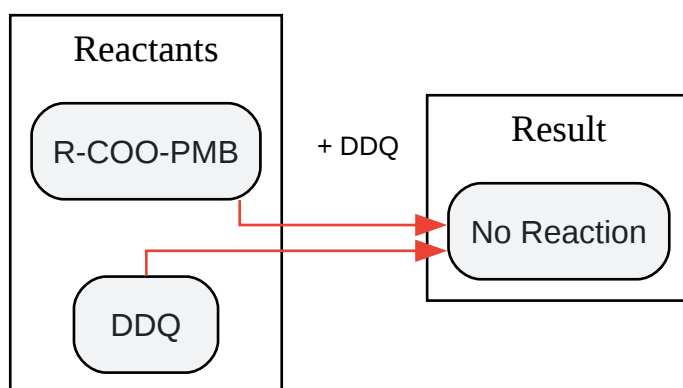 Reactants
R-COO-PMB
DDQ
+ DDQ
Result
No Reaction